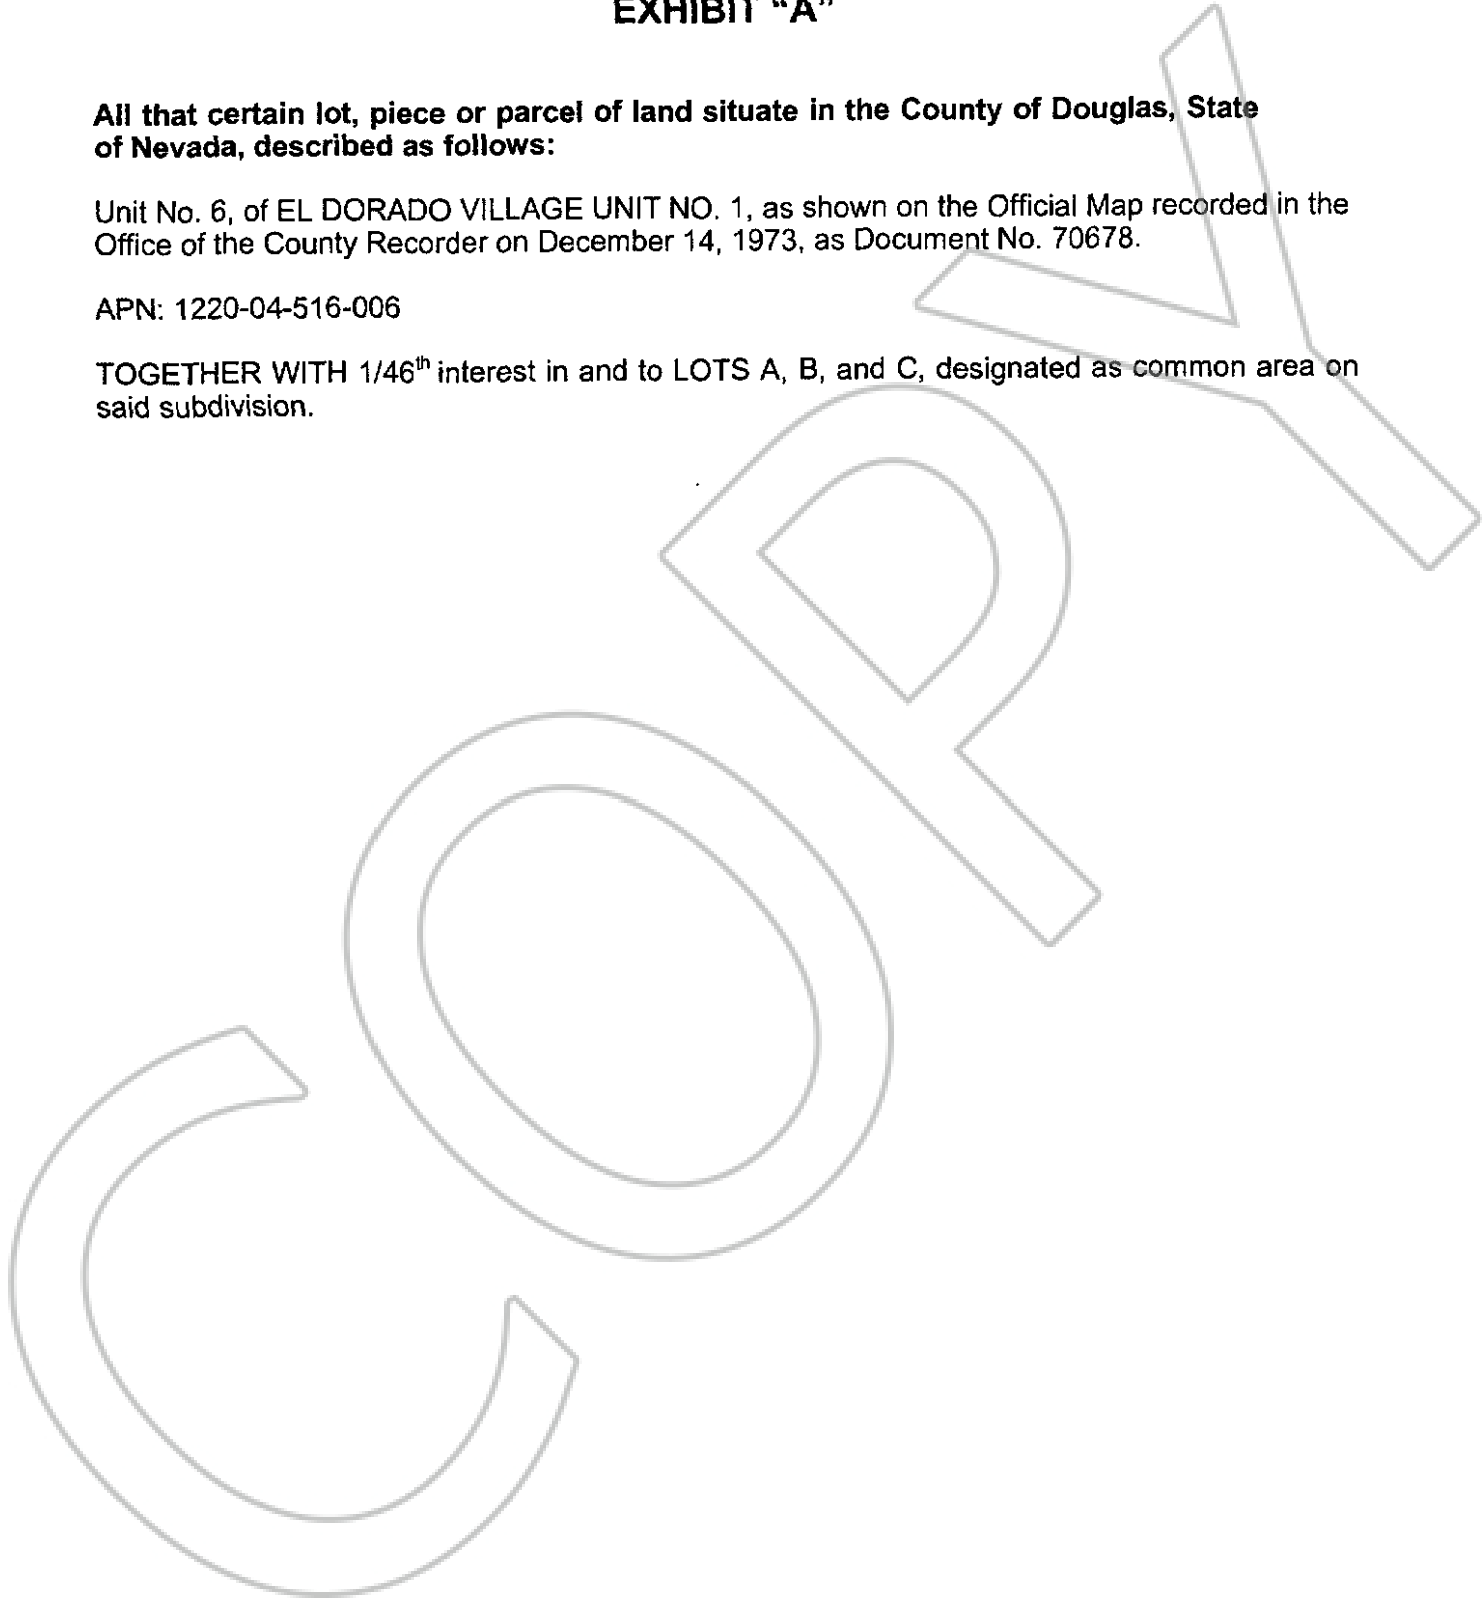 EXHIBIT “A”
All that certain lot, piece or parcel of land situate in the County of Douglas, State
of Nevada, described as follows:
Unit No. 6, of EL DORADO VILLAGE UNIT NO. 1, as shown on the Official Map recorded in the
Office of the County Recorder on December 14, 1973, as Document No. 70678.
APN: 1220-04-516-006
TOGETHER WITH 1/46th interest in and to LOTS A, B, and C, designated as common area on
said subdivision.
COPY